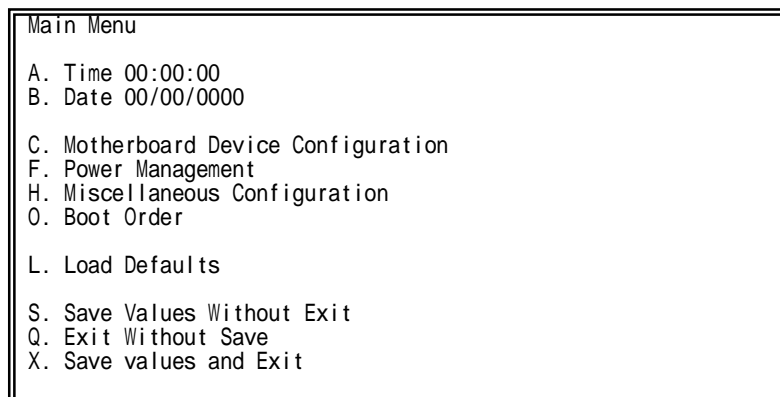 Main Menu
A. Time 00:00:00
B. Date 00/00/0000
C. Motherboard Device Configuration
F. Power Management
H. Miscellaneous Configuration
O. Boot Order
L. Load Defaults
S. Save Values Without Exit
Q. Exit Without Save
X. Save values and Exit